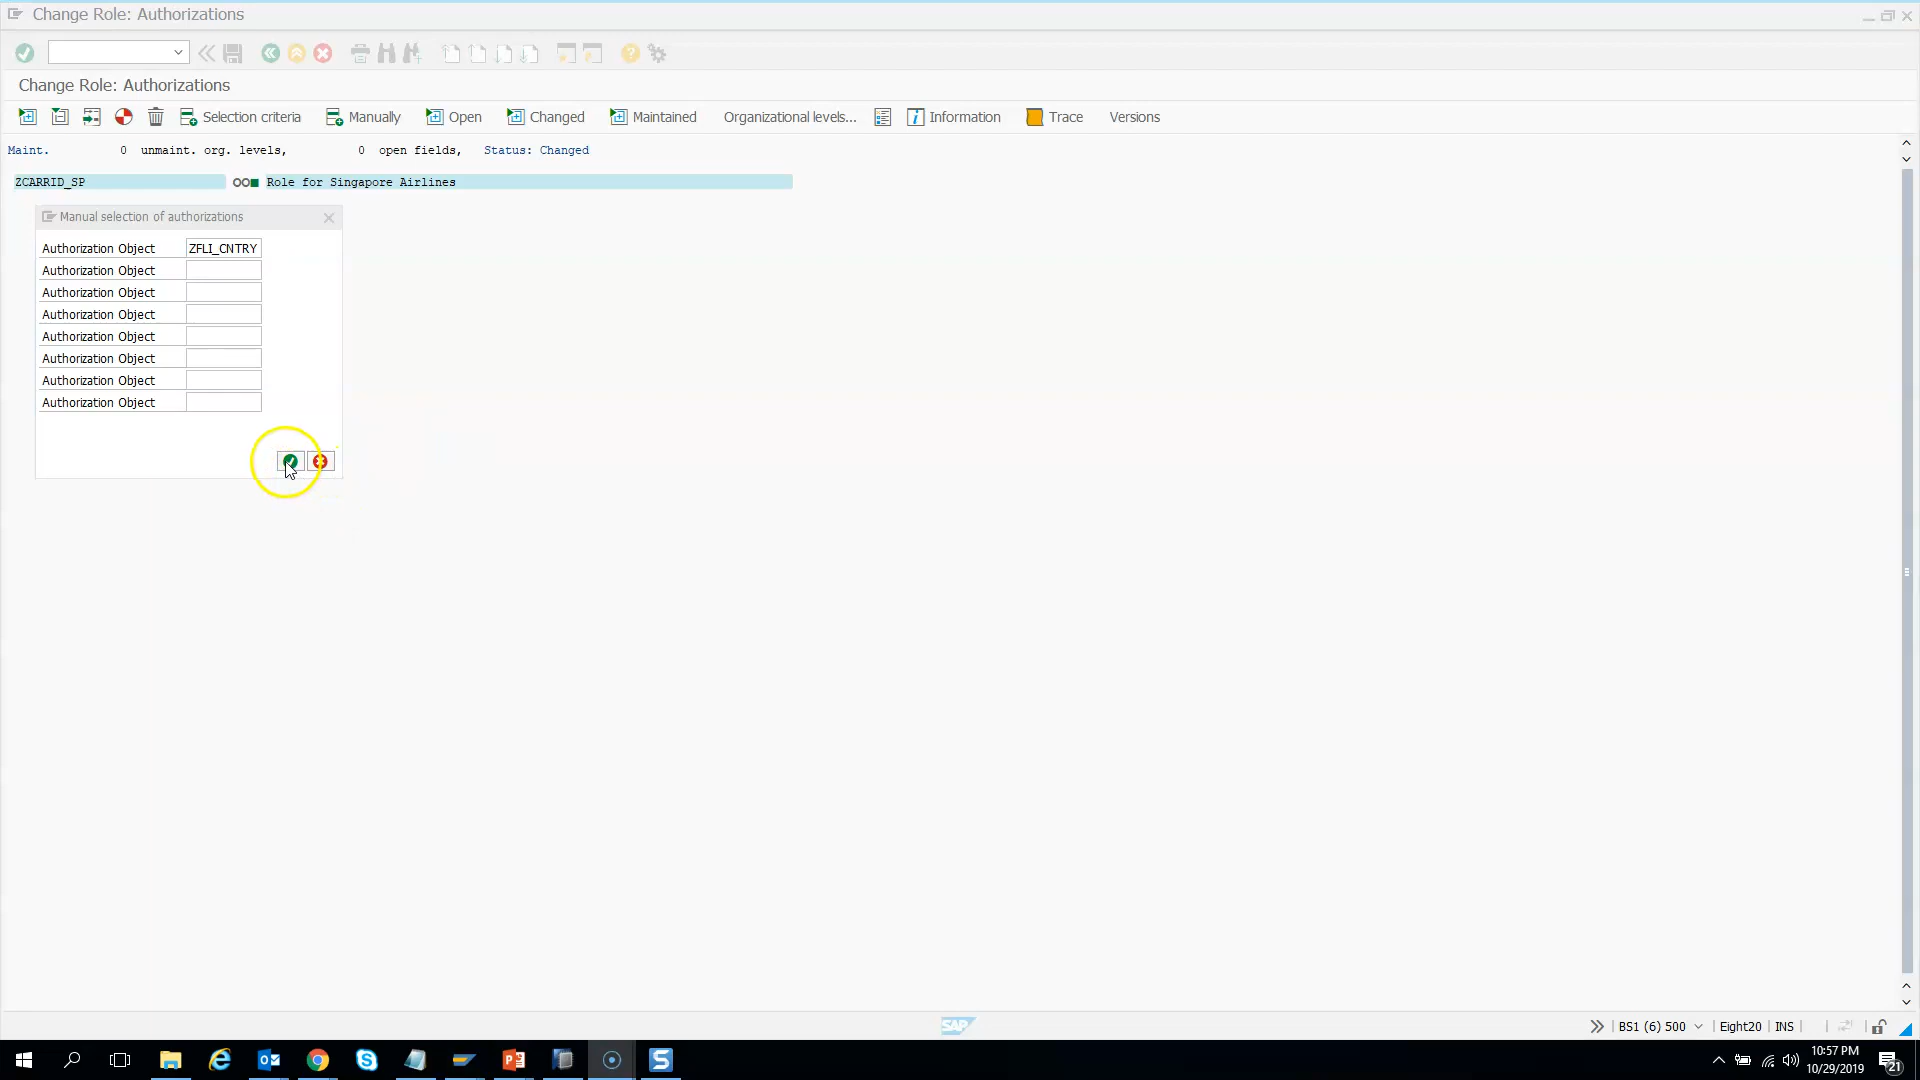 Change Role: Authorizations
Change Role: Authorizations
Selection criteria Manually Open Changed Maintained Organizational levels... Information Trace Versions
Maint. 0 unmaint. org. levels, 0 open fields, Status: Changed
ZCARRID_SP Role for Singapore Airlines
Manual selection of authorizations
Authorization Object ZFLI_CNTRY
Authorization Object
Authorization Object
Authorization Object
Authorization Object
Authorization Object
Authorization Object
Authorization Object
SAP BS1 (6) 500 Eight20 INS
10:57 PM
10/29/2019 21